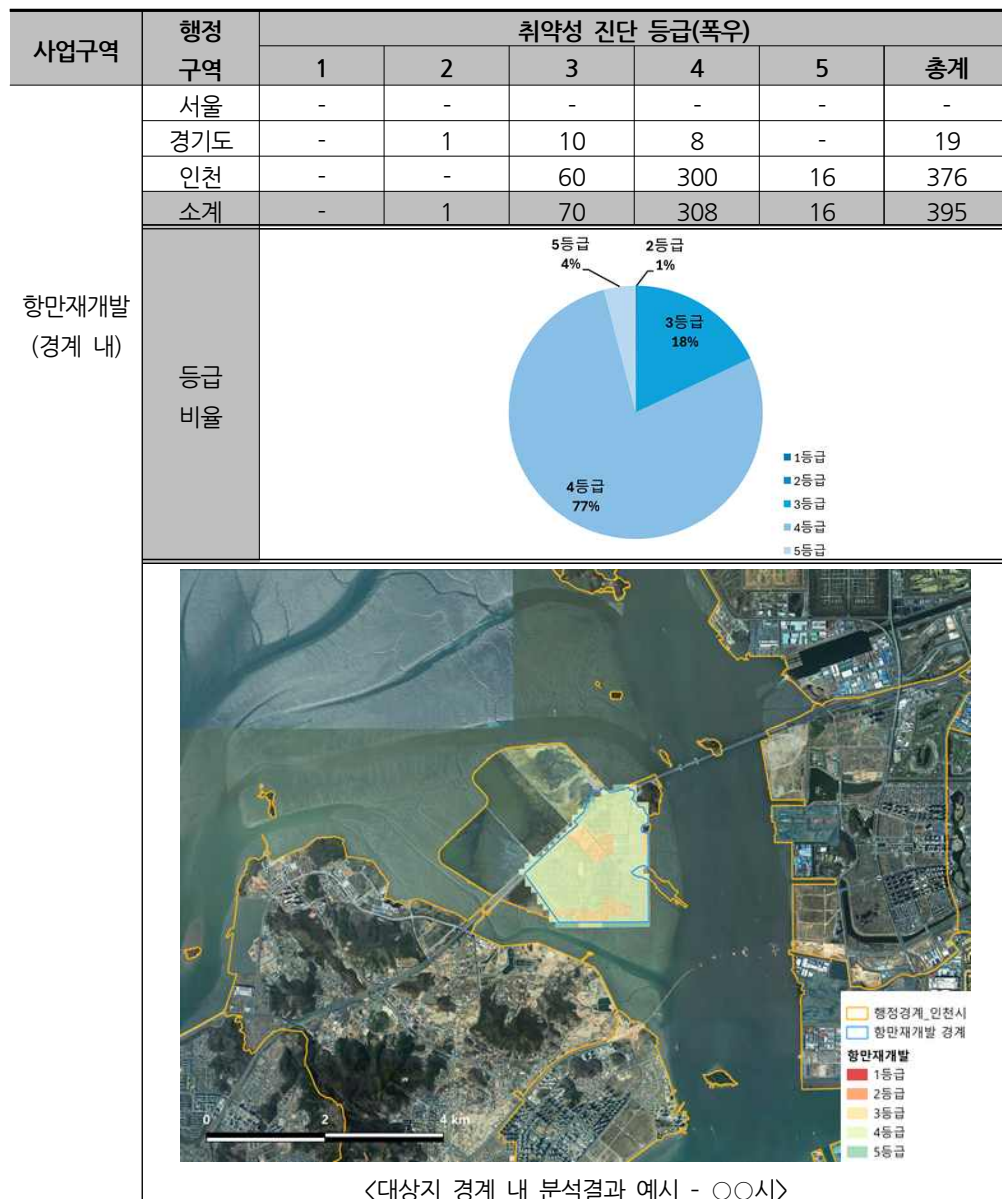 사업구역
행정
구역
취약성 진단 등급(폭우)
1 2 3 4 5 총계
서울 - - - - - -
경기도 - 1 10 8 - 19
인천 - - 60 300 16 376
소계 - 1 70 308 16 395
항만재개발
(경계 내)
등급
비율
5등급
4%
2등급
1%
3등급
18%
4등급
77%
1등급
2등급
3등급
4등급
5등급
행정경계_인천시
항만재개발 경계
항만재개발
1등급
2등급
3등급
4등급
5등급
0 2 4 km
<대상지 경계 내 분석결과 예시 - ○○시>